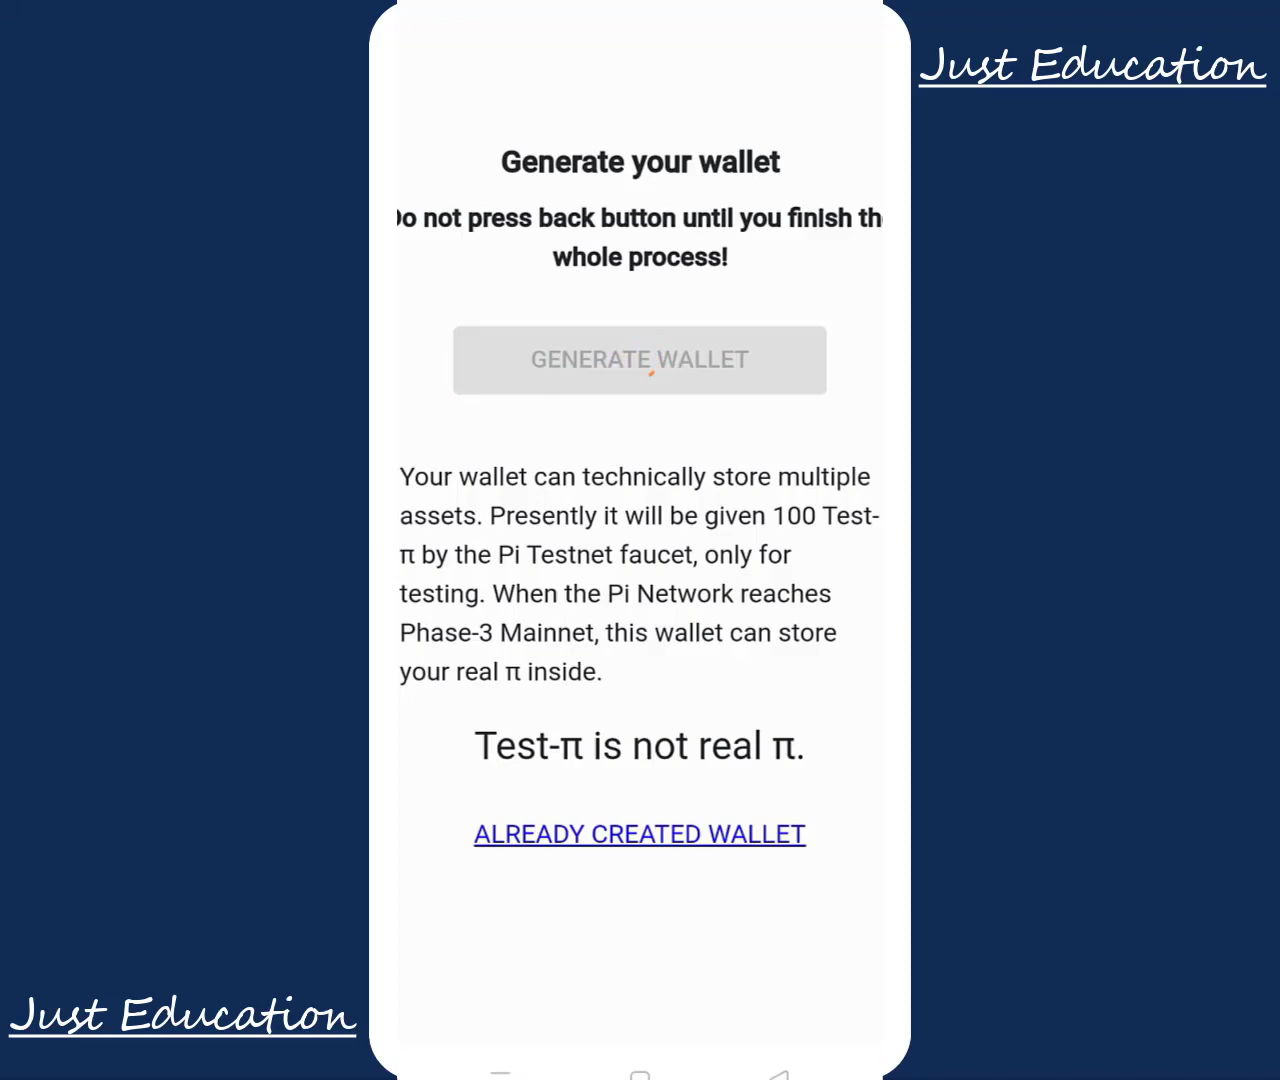 Just Education
Generate your wallet
o not press back button until you finish th
whole process!
GENERATE WALLET
Your wallet can technically store multiple
assets. Presently it will be given 100 Test-
π by the Pi Testnet faucet, only for
testing. When the Pi Network reaches
Phase-3 Mainnet, this wallet can store
your real π inside.
Test-π is not real π.
ALREADY CREATED WALLET
Just Education